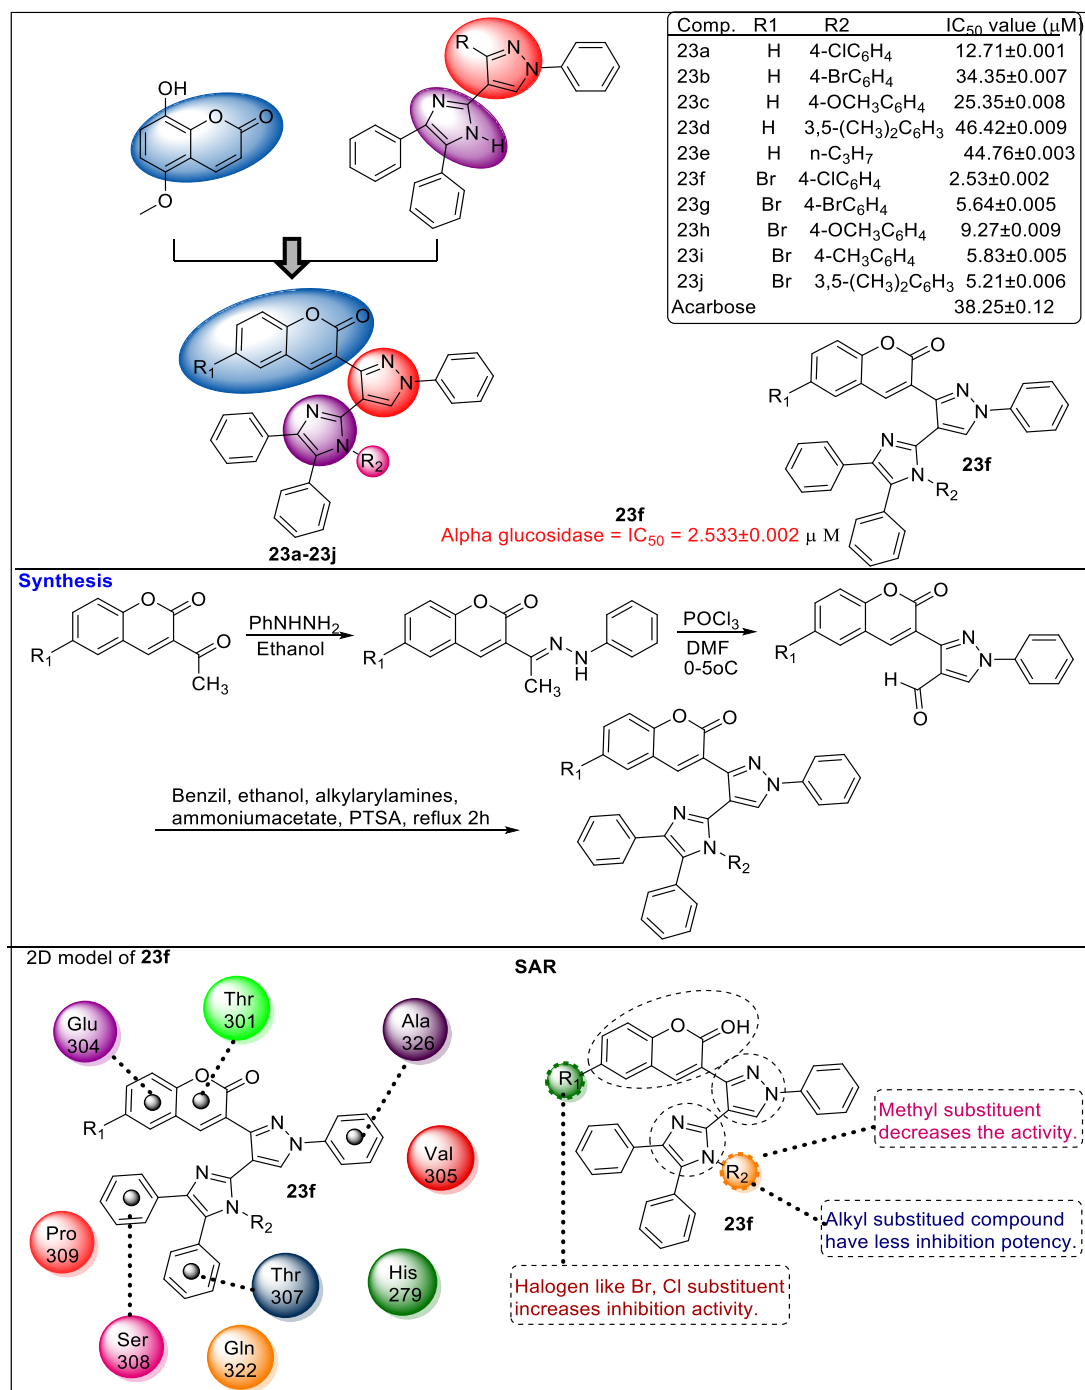 Comp. R1 R2 IC50 value (μM)
23a H 4-ClC6H4 12.71±0.001
23b H 4-BrC6H4 34.35±0.007
23c H 4-OCH3C6H4 25.35±0.008
23d H 3,5-(CH3)2C6H3 46.42±0.009
23e H n-C3H7 44.76±0.003
23f Br 4-ClC6H4 2.53±0.002
23g Br 4-BrC6H4 5.64±0.005
23h Br 4-OCH3C6H4 9.27±0.009
23i Br 4-CH3C6H4 5.83±0.005
23j Br 3,5-(CH3)2C6H3 5.21±0.006
Acarbose 38.25±0.12
OH
O
O
O
R
N
N
N
N
H
O
O
R1
N
N
N
N
R2
23a-23j
O
O
R1
N
N
N
N
R2
23f
23f
Alpha glucosidase = IC50 = 2.533±0.002 μ M
Synthesis
O
O
O
R1
CH3
PhNHNH2
Ethanol
O
O
R1
N
N
H
CH3
POCl3
DMF
0-5oC
O
O
R1
N
N
H
O
Benzil, ethanol, alkylarylamines,
ammoniumacetate, PTSA, reflux 2h
O
O
R1
N
N
N
N
R2
2D model of 23f
Glu
304
Thr
301
Ala
326
O
O
R1
N
N
N
N
R2
23f
Val
305
Pro
309
Thr
307
His
279
Ser
308
Gln
322
SAR
O
OH
R1
N
N
N
N
R2
23f
Methyl substituent
decreases the activity.
Alkyl substitued compound
have less inhibition potency.
Halogen like Br, Cl substituent
increases inhibition activity.